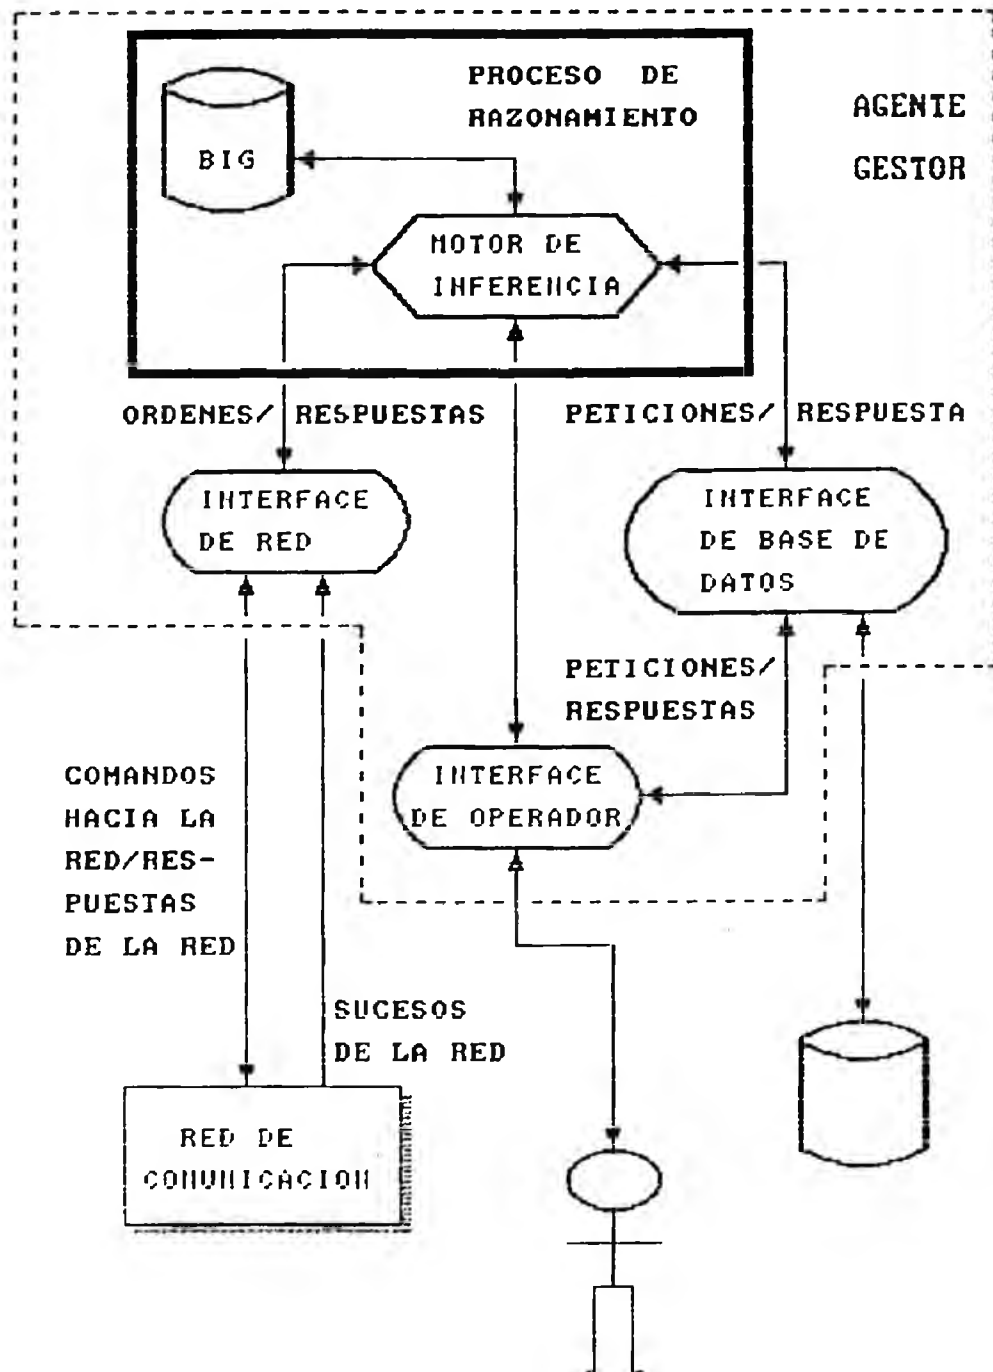 PROCESO DE
RAZONAMIENTO
AGENTE
GESTOR
BIG
MOTOR DE
INFERENCIA
ORDENES/ RESPUESTAS
PETICIONES/ RESPUESTA
INTERFACE
DE RED
INTERFACE
DE BASE DE
DATOS
PETICIONES/
RESPUESTAS
INTERFACE
DE OPERADOR
COMANDOS
HACIA LA
RED/RES-
PUESTAS
DE LA RED
SUCESOS
DE LA RED
RED DE
COMUNICACION